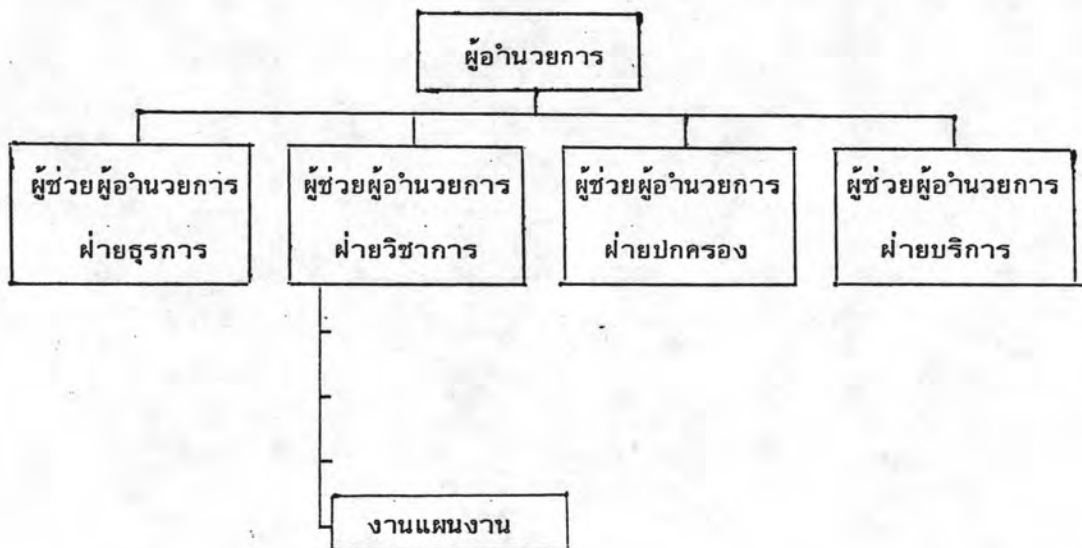 ผู้อำนวยการ
ผู้ช่วยผู้อำนวยการ
ฝ่ายธุรการ
ผู้ช่วยผู้อำนวยการ
ฝ่ายวิชาการ
ผู้ช่วยผู้อำนวยการ
ฝ่ายปกครอง
ผู้ช่วยผู้อำนวยการ
ฝ่ายบริการ
งานแผนงาน